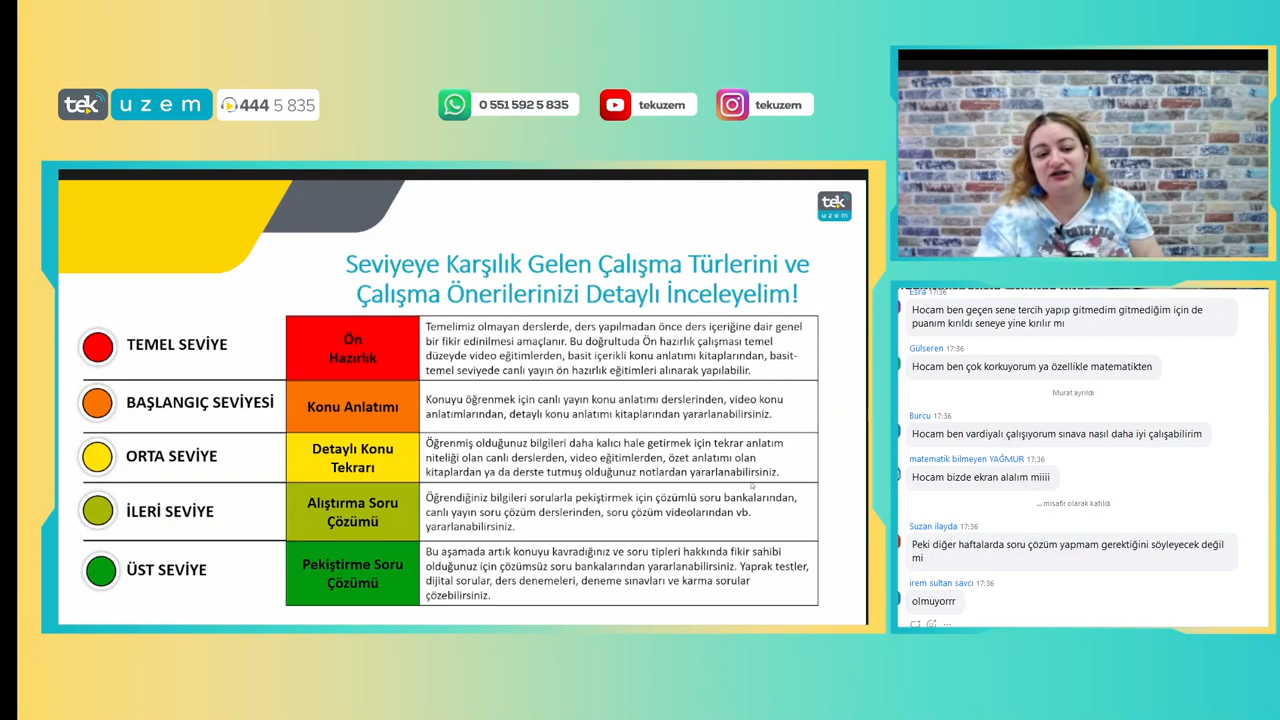 tek uzem 444 5 835
0 551 592 5 835
tekuzem
tekuzem
tek
uzem
Seviyeye Karşılık Gelen Çalışma Türlerini ve
Çalışma Önerilerinizi Detaylı İnceleyelim!
TEMEL SEVİYE
Ön
Hazırlık
Temelimiz olmayan derslerde, ders yapılmadan önce ders içeriğine dair genel
bir fikir edinilmesi amaçlanır. Bu doğrultuda Ön hazırlık çalışması temel
düzeyde video eğitimlerden, basit içerikli konu anlatımı kitaplarından, basit-
temel seviyede canlı yayın ön hazırlık eğitimleri alınarak yapılabilir.
BAŞLANGIÇ SEVİYESİ
Konu Anlatımı
Konuyu öğrenmek için canlı yayın konu anlatımı derslerinden, video konu
anlatımlarından, detaylı konu anlatımı kitaplarından yararlanabilirsiniz.
ORTA SEVİYE
Detaylı Konu
Tekrarı
Öğrenmiş olduğunuz bilgileri daha kalıcı hale getirmek için tekrar anlatım
niteliği olan canlı derslerden, video eğitimlerden, özet anlatımı olan
kitaplardan ya da derste tutmuş olduğunuz notlardan yararlanabilirsiniz.
İLERİ SEVİYE
Alıştırma Soru
Çözümü
Öğrendiğiniz bilgileri sorularla pekiştirmek için çözümlü soru bankalarından,
canlı yayın soru çözüm derslerinden, soru çözüm videolarından vb.
yararlanabilirsiniz.
ÜST SEVİYE
Pekiştirme Soru
Çözümü
Bu aşamada artık konuyu kavradığınız ve soru tipleri hakkında fikir sahibi
olduğunuz için çözümsüz soru bankalarından yararlanabilirsiniz. Yaprak testler,
dijital sorular, ders denemeleri, deneme sınavları ve karma sorular
çözebilirsiniz.
Esra 17:36
Hocam ben geçen sene tercih yapıp gitmedim gitmediğim için de
puanım kırıldı seneye yine kırılır mı
Gülseren 17:36
Hocam ben çok korkuyorum ya özellikle matematikten
Murat ayrıldı
Burcu 17:36
Hocam ben vardiyalı çalışıyorum sınava nasıl daha iyi çalışabilirim
matematik bilmeyen YAĞMUR 17:36
Hocam bizde ekran alalım miiii
... misafir olarak katıldı
Suzan ilayda 17:36
Peki diğer haftalarda soru çözüm yapmam gerektiğini söyleyecek değil
mi
irem sultan savcı 17:36
olmuyorrr